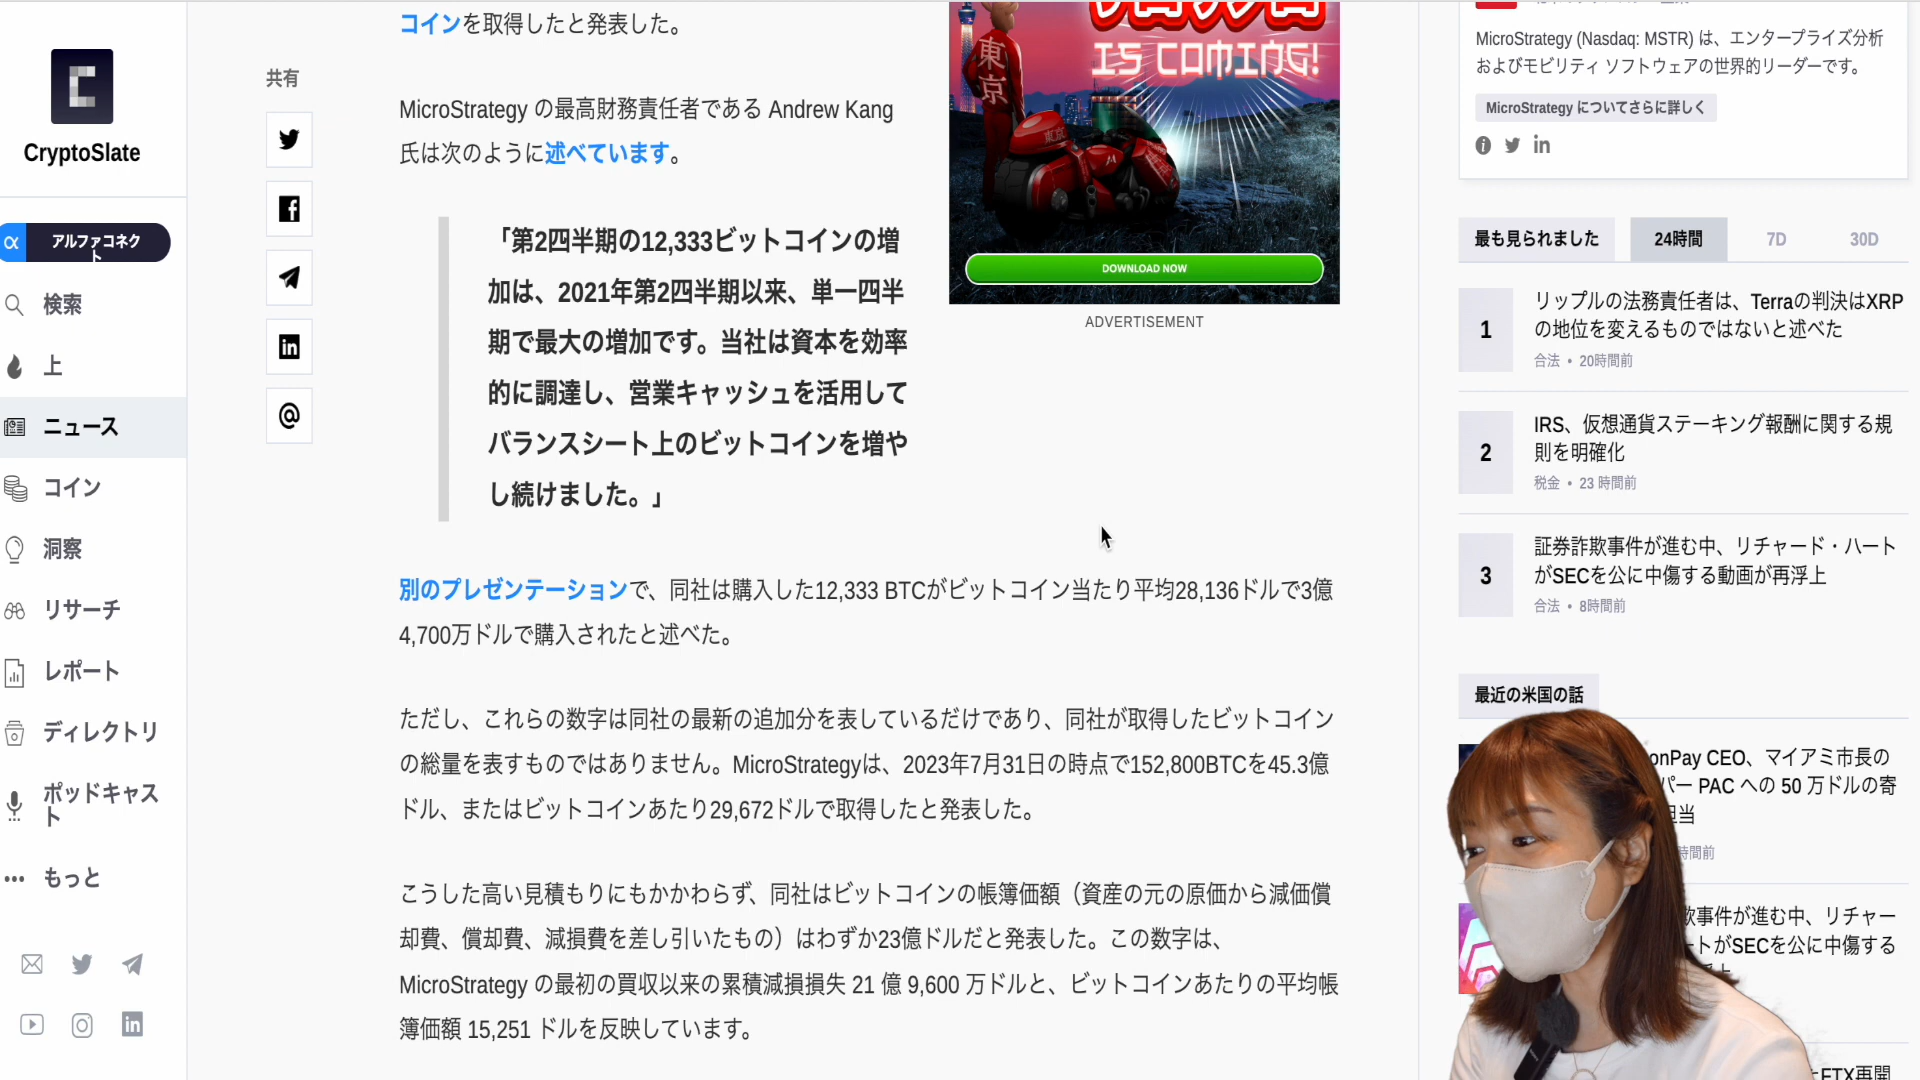 CryptoSlate
α アルファコネクト
検索
上
ニュース
コイン
洞察
リサーチ
レポート
ディレクトリ
ポッドキャスト
もっと
共有
コインを取得したと発表した。
MicroStrategy の最高財務責任者である Andrew Kang
氏は次のように述べています。
「第2四半期の12,333ビットコインの増
加は、2021年第2四半期以来、単一四半
期で最大の増加です。当社は資本を効率
的に調達し、営業キャッシュを活用して
バランスシート上のビットコインを増や
し続けました。」
東京
IS COMING!
DOWNLOAD NOW
ADVERTISEMENT
別のプレゼンテーションで、同社は購入した12,333 BTCがビットコイン当たり平均28,136ドルで3億
4,700万ドルで購入されたと述べた。
ただし、これらの数字は同社の最新の追加分を表しているだけであり、同社が取得したビットコイン
の総量を表すものではありません。MicroStrategyは、2023年7月31日の時点で152,800BTCを45.3億
ドル、またはビットコインあたり29,672ドルで取得したと発表した。
こうした高い見積もりにもかかわらず、同社はビットコインの帳簿価額（資産の元の原価から減価償
却費、償却費、減損費を差し引いたもの）はわずか23億ドルだと発表した。この数字は、
MicroStrategy の最初の買収以来の累積減損損失 21 億 9,600 万ドルと、ビットコインあたりの平均帳
簿価額 15,251 ドルを反映しています。
MicroStrategy (Nasdaq: MSTR) は、エンタープライズ分析
およびモビリティ ソフトウェアの世界的リーダーです。
MicroStrategy についてさらに詳しく
最も見られました 24時間 7D 30D
1
リップルの法務責任者は、Terraの判決はXRP
の地位を変えるものではないと述べた
合法 • 20時間前
2
IRS、仮想通貨ステーキング報酬に関する規
則を明確化
税金 • 23 時間前
3
証券詐欺事件が進む中、リチャード・ハート
がSECを公に中傷する動画が再浮上
合法 • 8時間前
最近の米国の話
onPay CEO、マイアミ市長の
パー PAC への 50 万ドルの寄
担当
時間前
欺事件が進む中、リチャー
ートがSECを公に中傷する
FTX再開